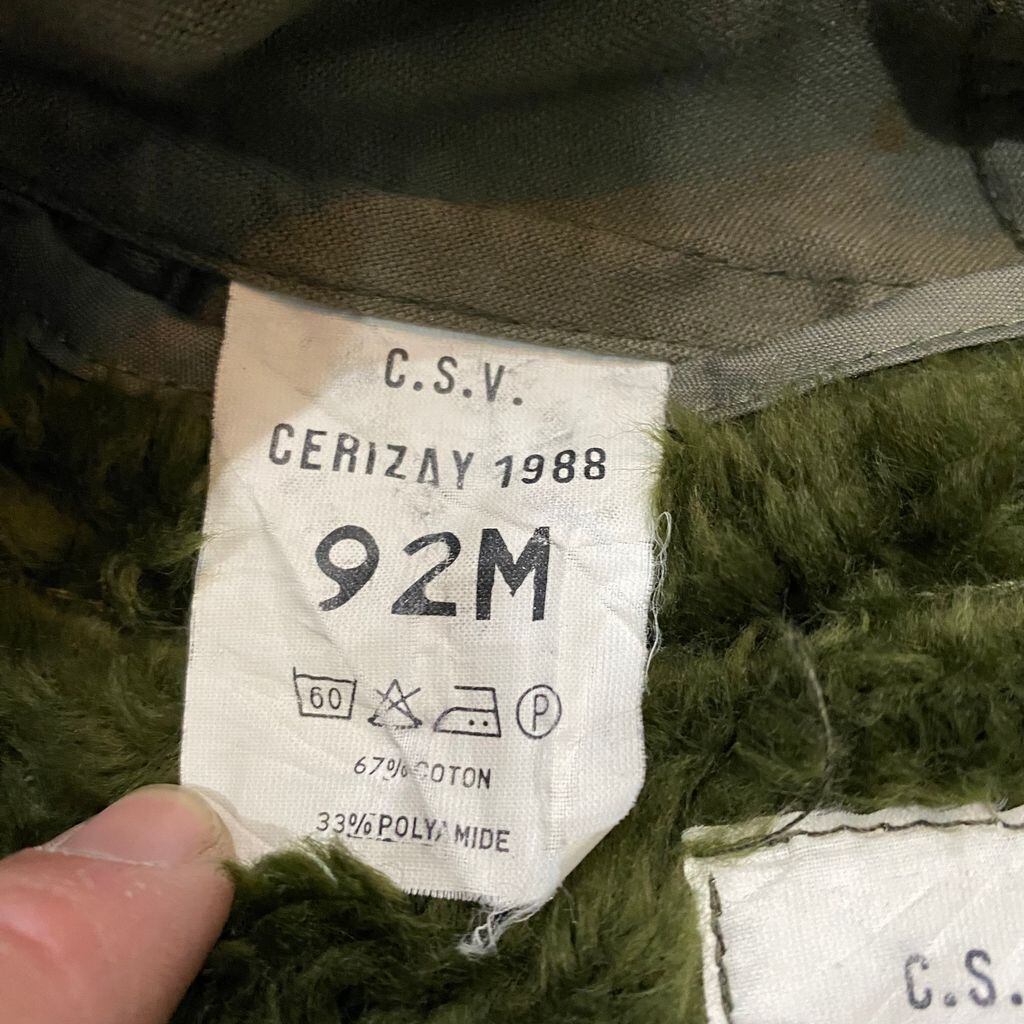 C.S.V.
CERIZAY 1988
92M
60 P
67% COTON
33% POLYAMIDE
C.S.